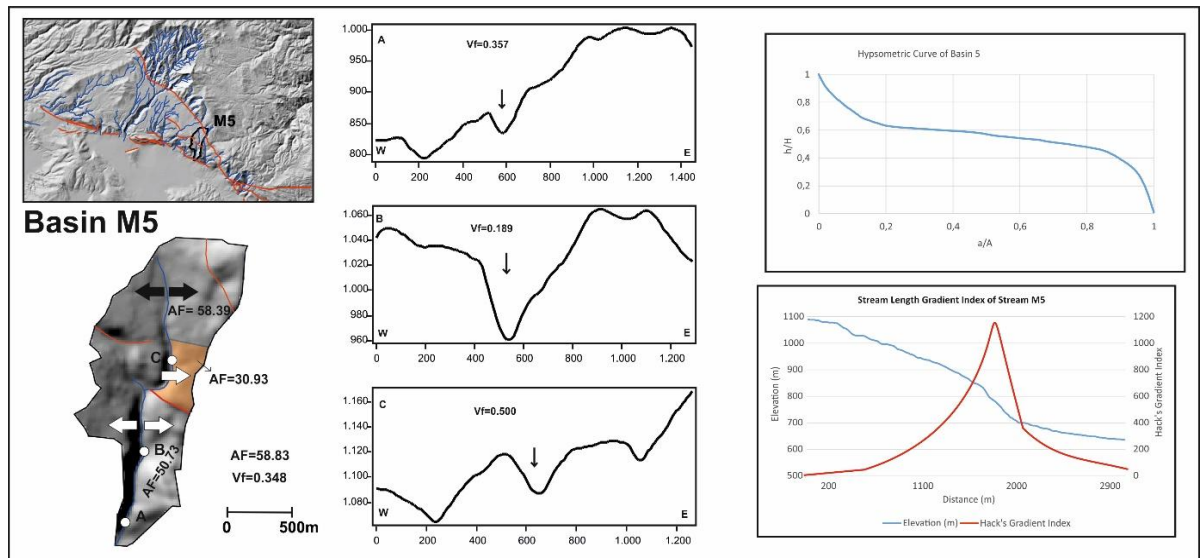 M5
Basin M5
AF= 58.39
C
AF=30.93
B
AF=50.73
A
AF=58.83
Vf=0.348
0 500m
A
Vf=0.357
1.000
950
900
850
800
W E
0 200 400 600 800 1.000 1.200 1.400
B
Vf=0.189
1.060
1.040
1.020
1.000
980
960
W E
0 200 400 600 800 1.000 1.200
C
Vf=0.500
1.160
1.140
1.120
1.100
1.080
W E
0 200 400 600 800 1.000 1.200
Hypsometric Curve of Basin 5
1
0,8
0,6
0,4
0,2
0
h/H
0 0,2 0,4 0,6 0,8 1
a/A
Stream Length Gradient Index of Stream M5
1100 1200
1000 1000
900 800
800 600
700 400
600 200
500 0
Elevation (m)
Hack's Gradient Index
200 1100 2000 2900
Distance (m)
Elevation (m) Hack's Gradient Index